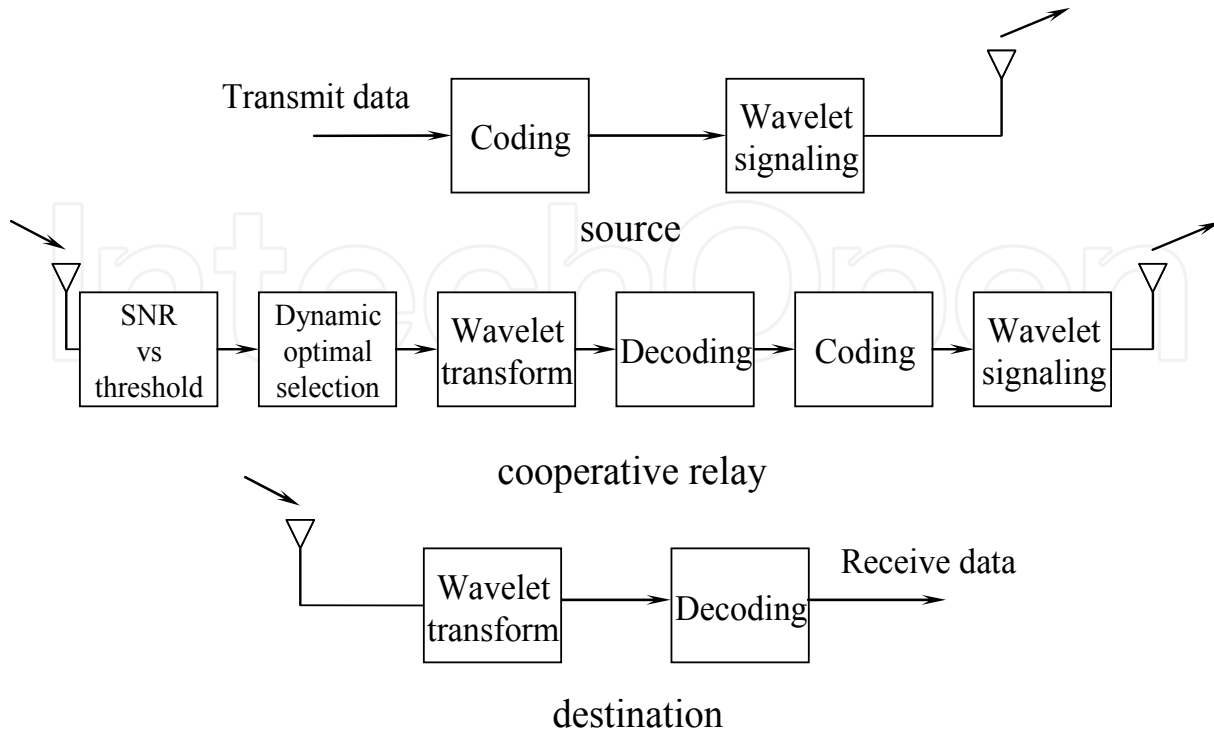 Transmit data
Coding
Wavelet
signaling
source
IntechOpen
SNR
vs
threshold
Dynamic
optimal
selection
Wavelet
transform
Decoding
Coding
Wavelet
signaling
cooperative relay
Wavelet
transform
Decoding
Receive data
destination